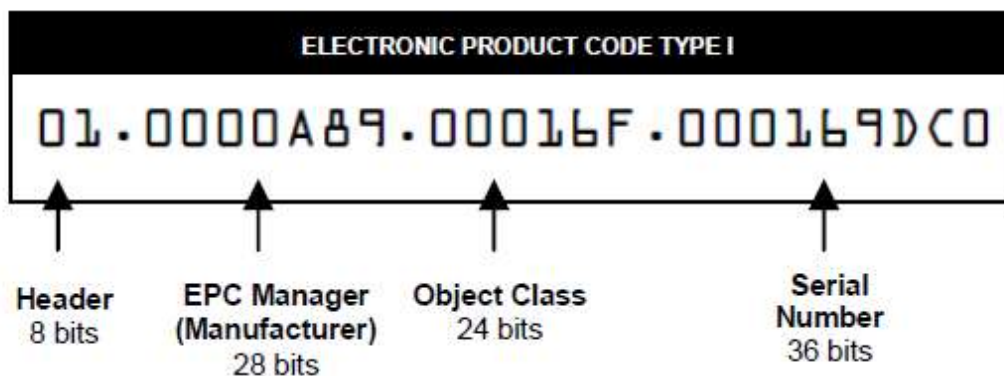 ELECTRONIC PRODUCT CODE TYPE I
01.0000A89.00016F.000169DC0
Header
8 bits
EPC Manager
(Manufacturer)
28 bits
Object Class
24 bits
Serial
Number
36 bits